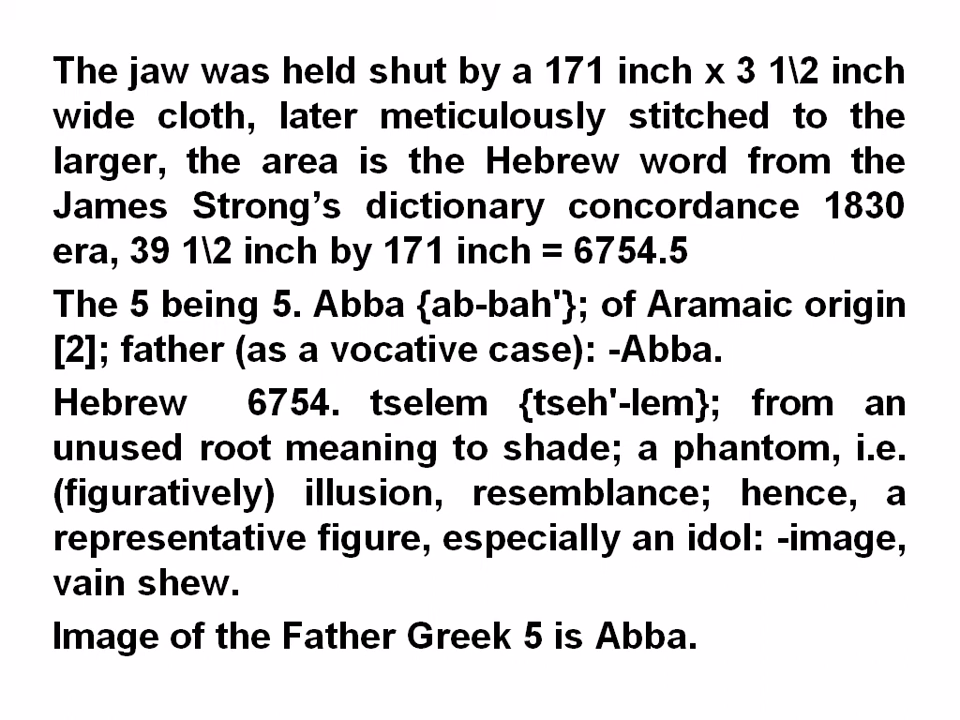 The jaw was held shut by a 171 inch x 3 1\2 inch
wide cloth, later meticulously stitched to the
larger, the area is the Hebrew word from the
James Strong’s dictionary concordance 1830
era, 39 1\2 inch by 171 inch = 6754.5
The 5 being 5. Abba {ab-bah'}; of Aramaic origin
[2]; father (as a vocative case): -Abba.
Hebrew 6754. tselem {tseh'-lem}; from an
unused root meaning to shade; a phantom, i.e.
(figuratively) illusion, resemblance; hence, a
representative figure, especially an idol: -image,
vain shew.
Image of the Father Greek 5 is Abba.